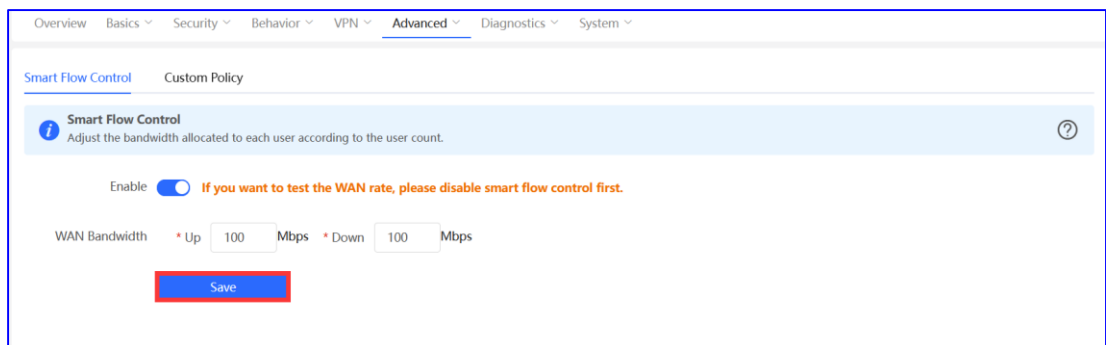 Overview Basics Security Behavior VPN Advanced Diagnostics System
Smart Flow Control Custom Policy
Smart Flow Control
Adjust the bandwidth allocated to each user according to the user count.
Enable If you want to test the WAN rate, please disable smart flow control first.
WAN Bandwidth * Up 100 Mbps * Down 100 Mbps
Save